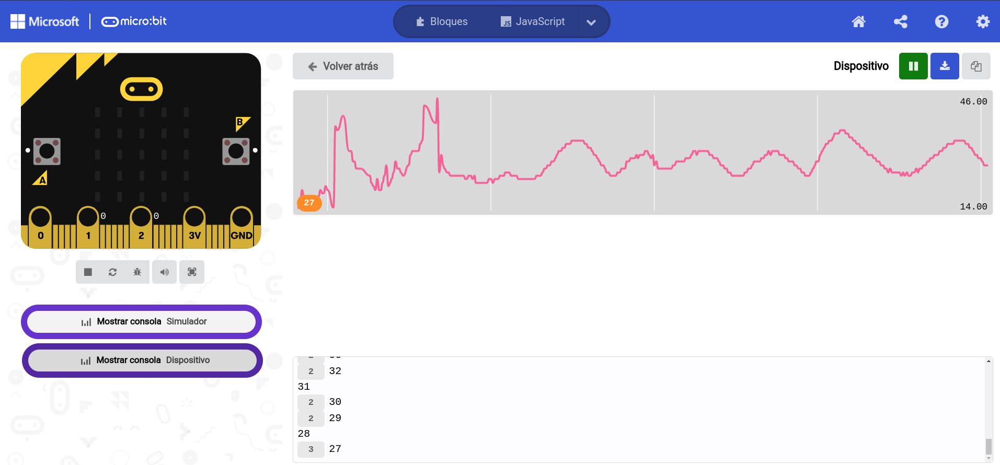 Microsoft micro:bit Bloques JS JavaScript
Volver atrás Dispositivo
46.00
27
14.00
B
A
0 0
0 1 2 3V GND
Mostrar consola Simulador
Mostrar consola Dispositivo
2 32
31
2 30
2 29
28
3 27